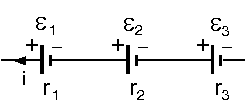 ε1 ε2 ε3
+ − + − + −
i r1 r2 r3